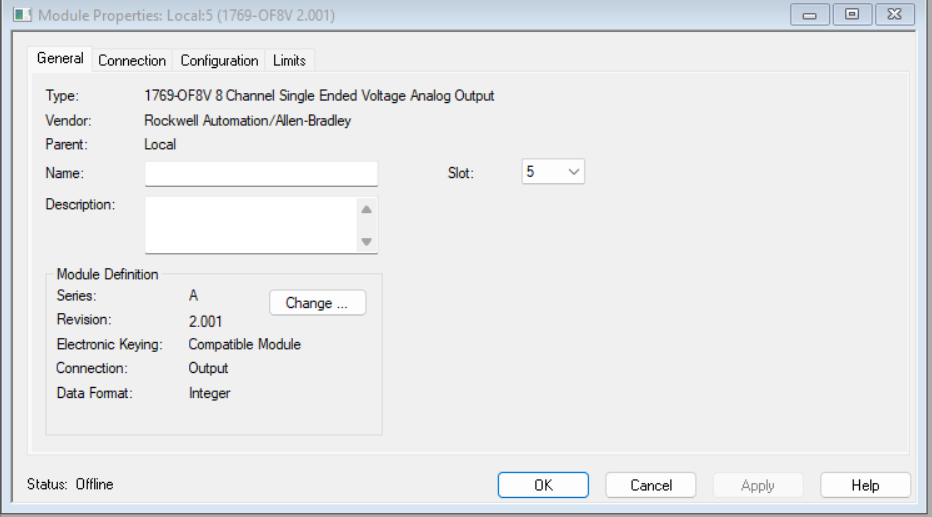 Module Properties: Local:5 (1769-OF8V 2.001)
General Connection Configuration Limits
Type: 1769-OF8V 8 Channel Single Ended Voltage Analog Output
Vendor: Rockwell Automation/Allen-Bradley
Parent: Local
Name: Slot: 5
Description:
Module Definition
Series: A Change ...
Revision: 2.001
Electronic Keying: Compatible Module
Connection: Output
Data Format: Integer
Status: Offline OK Cancel Apply Help